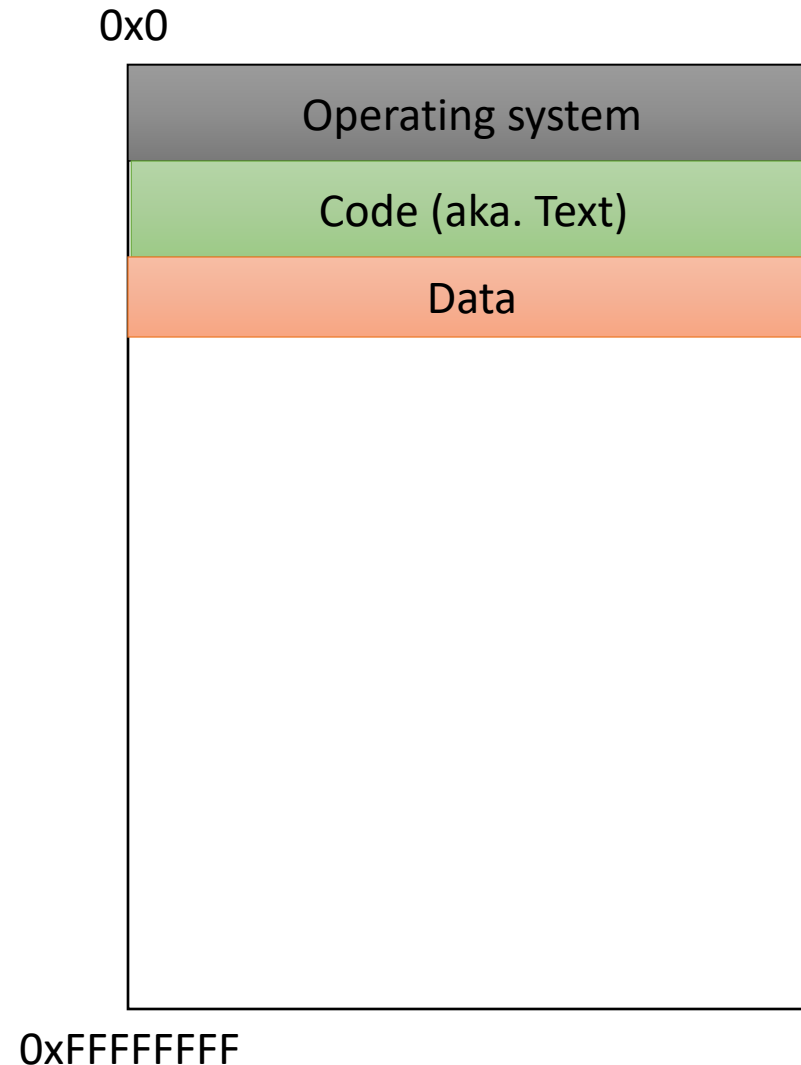 0x0
Operating system
Code (aka. Text)
Data
0xFFFFFFFF